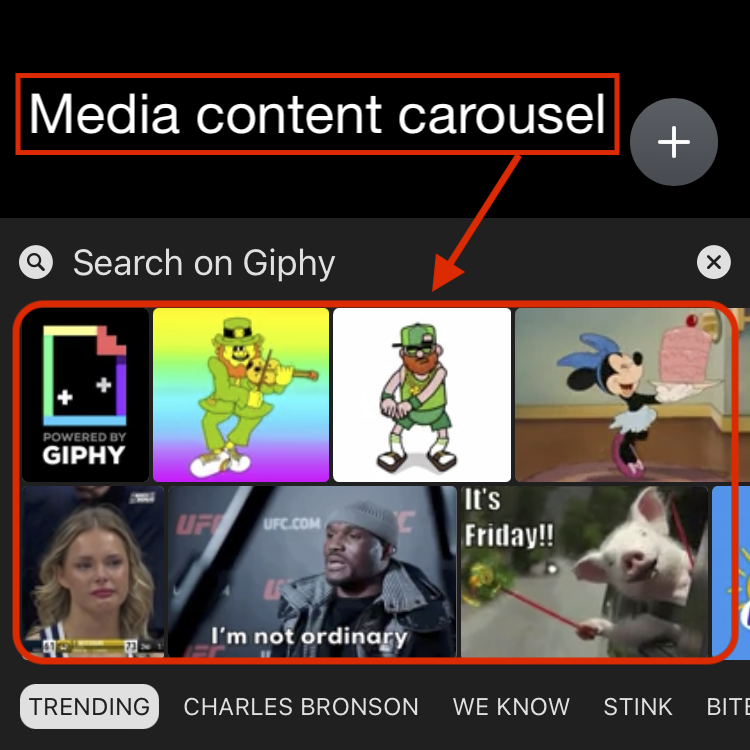 Media content carousel
Search on Giphy
POWERED BY
GIPHY
UFC
UFC.COM
I'm not ordinary
It's
Friday!!
TRENDING
CHARLES BRONSON
WE KNOW
STINK
BITE